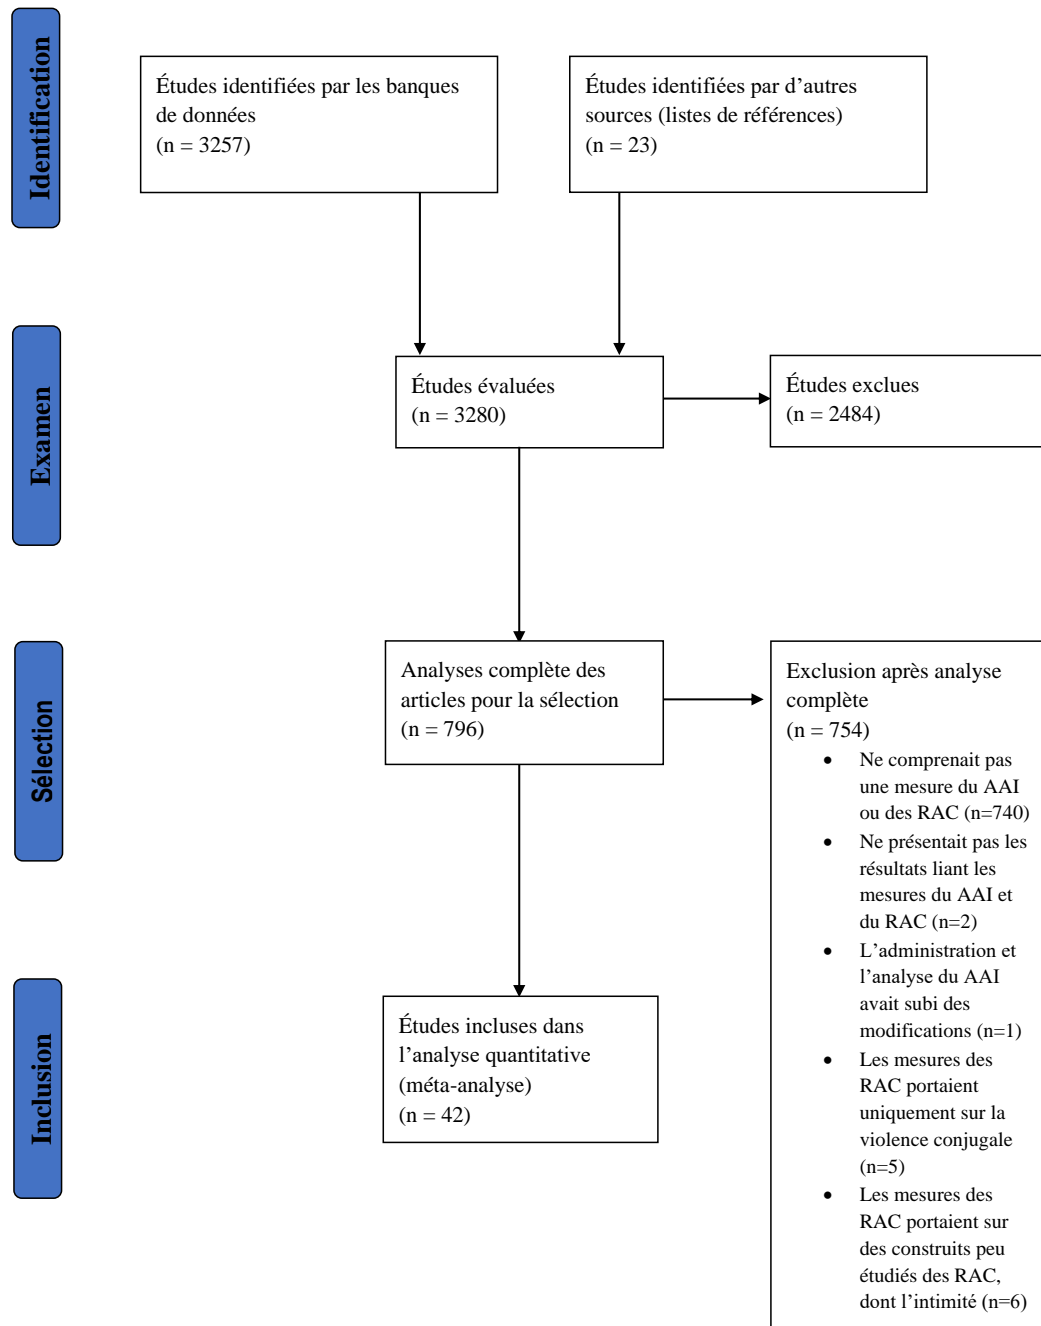 Identification
Études identifiées par les banques
de données
(n = 3257)
Études identifiées par d'autres
sources (listes de références)
(n = 23)
Examen
Études évaluées
(n = 3280)
Études exclues
(n = 2484)
Sélection
Analyses complète des
articles pour la sélection
(n = 796)
Exclusion après analyse
complète
(n = 754)
• Ne comprenait pas
une mesure du AAI
ou des RAC (n=740)
• Ne présentait pas les
résultats liant les
mesures du AAI et
du RAC (n=2)
• L'administration et
l'analyse du AAI
avait subi des
modifications (n=1)
• Les mesures des
RAC portaient
uniquement sur la
violence conjugale
(n=5)
• Les mesures des
RAC portaient sur
des construits peu
étudiés des RAC,
dont l'intimité (n=6)
Inclusion
Études incluses dans
l'analyse quantitative
(méta-analyse)
(n = 42)